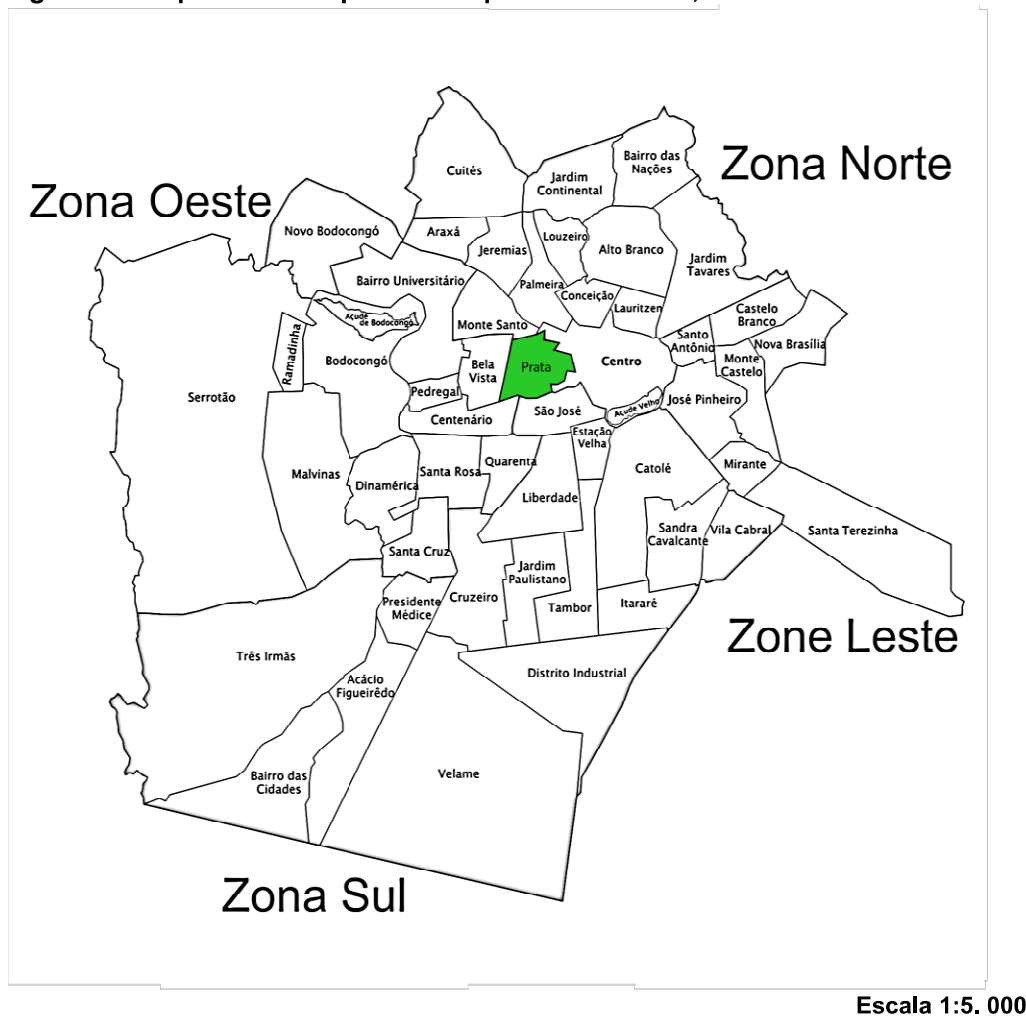 Zona Norte
Cuités
Bairro das
Nações
Jardim
Continental
Zona Oeste
Novo Bodocongó
Araxá
Jeremias
Louzeiro
Alto Branco
Jardim
Tavares
Bairro Universitário
Palmeira
Conceição
Lauritzen
Castelo
Branco
Açude
de Bodocongó
Monte Santo
Santo
Antônio
Nova Brasília
Ramadinha
Bodocongó
Bela
Vista
Prata
Centro
Monte
Castelo
Serrotão
Pedregal
José Pinheiro
Centenário
São José
Açude Velho
Estação
Velha
Malvinas
Dinamérica
Santa Rosa
Quarenta
Liberdade
Catolé
Mirante
Sandra
Cavalcante
Vila Cabral
Santa Terezinha
Santa Cruz
Jardim
Paulistano
Presidente
Médice
Cruzeiro
Tambor
Itararé
Zone Leste
Três Irmãs
Acácio
Figueirêdo
Distrito Industrial
Bairro das
Cidades
Velame
Zona Sul
Escala 1:5. 000